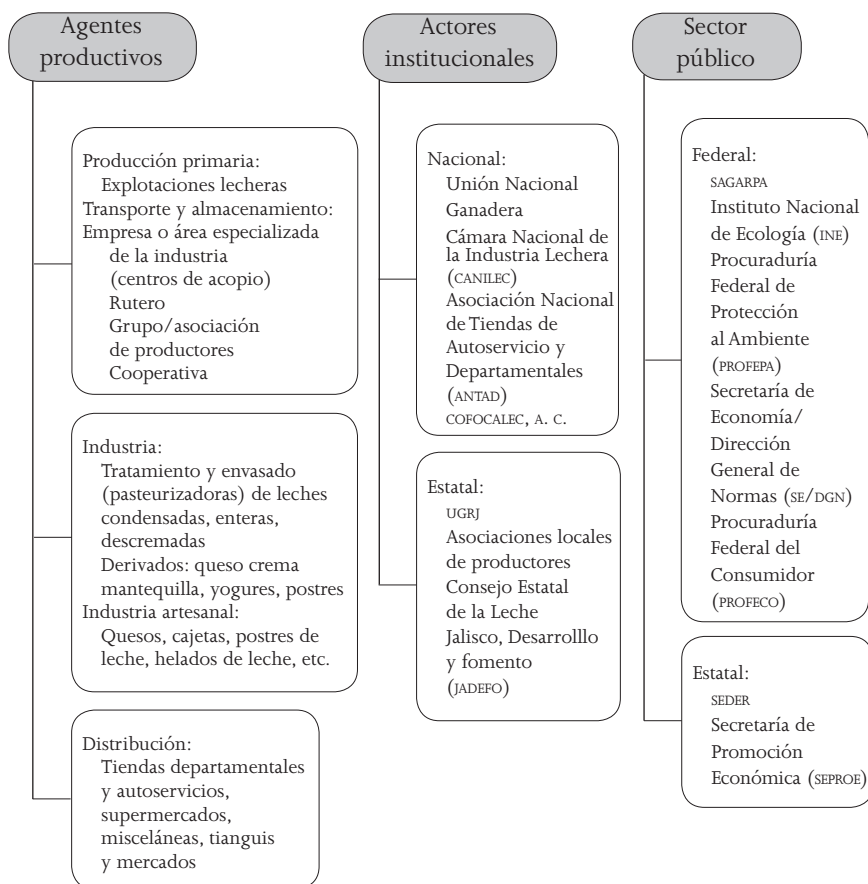 Agentes
productivos
Producción primaria:
Explotaciones lecheras
Transporte y almacenamiento:
Empresa o área especializada
de la industria
(centros de acopio)
Rutero
Grupo/asociación
de productores
Cooperativa
Industria:
Tratamiento y envasado
(pasteurizadoras) de leches
condensadas, enteras,
descremadas
Derivados: queso crema
mantequilla, yogures, postres
Industria artesanal:
Quesos, cajetas, postres de
leche, helados de leche, etc.
Distribución:
Tiendas departamentales
y autoservicios,
supermercados,
misceláneas, tianguis
y mercados
Actores
institucionales
Nacional:
Unión Nacional
Ganadera
Cámara Nacional de
la Industria Lechera
(CANILEC)
Asociación Nacional
de Tiendas de
Autoservicio y
Departamentales
(ANTAD)
COFOCALEC, A. C.
Estatal:
UGRJ
Asociaciones locales
de productores
Consejo Estatal
de la Leche
Jalisco, Desarrolllo
y fomento
(JADEFO)
Sector
público
Federal:
SAGARPA
Instituto Nacional
de Ecología (INE)
Procuraduría
Federal de
Protección
al Ambiente
(PROFEPA)
Secretaría de
Economía/
Dirección
General de
Normas (SE/DGN)
Procuraduría
Federal del
Consumidor
(PROFECO)
Estatal:
SEDER
Secretaría de
Promoción
Económica (SEPROE)